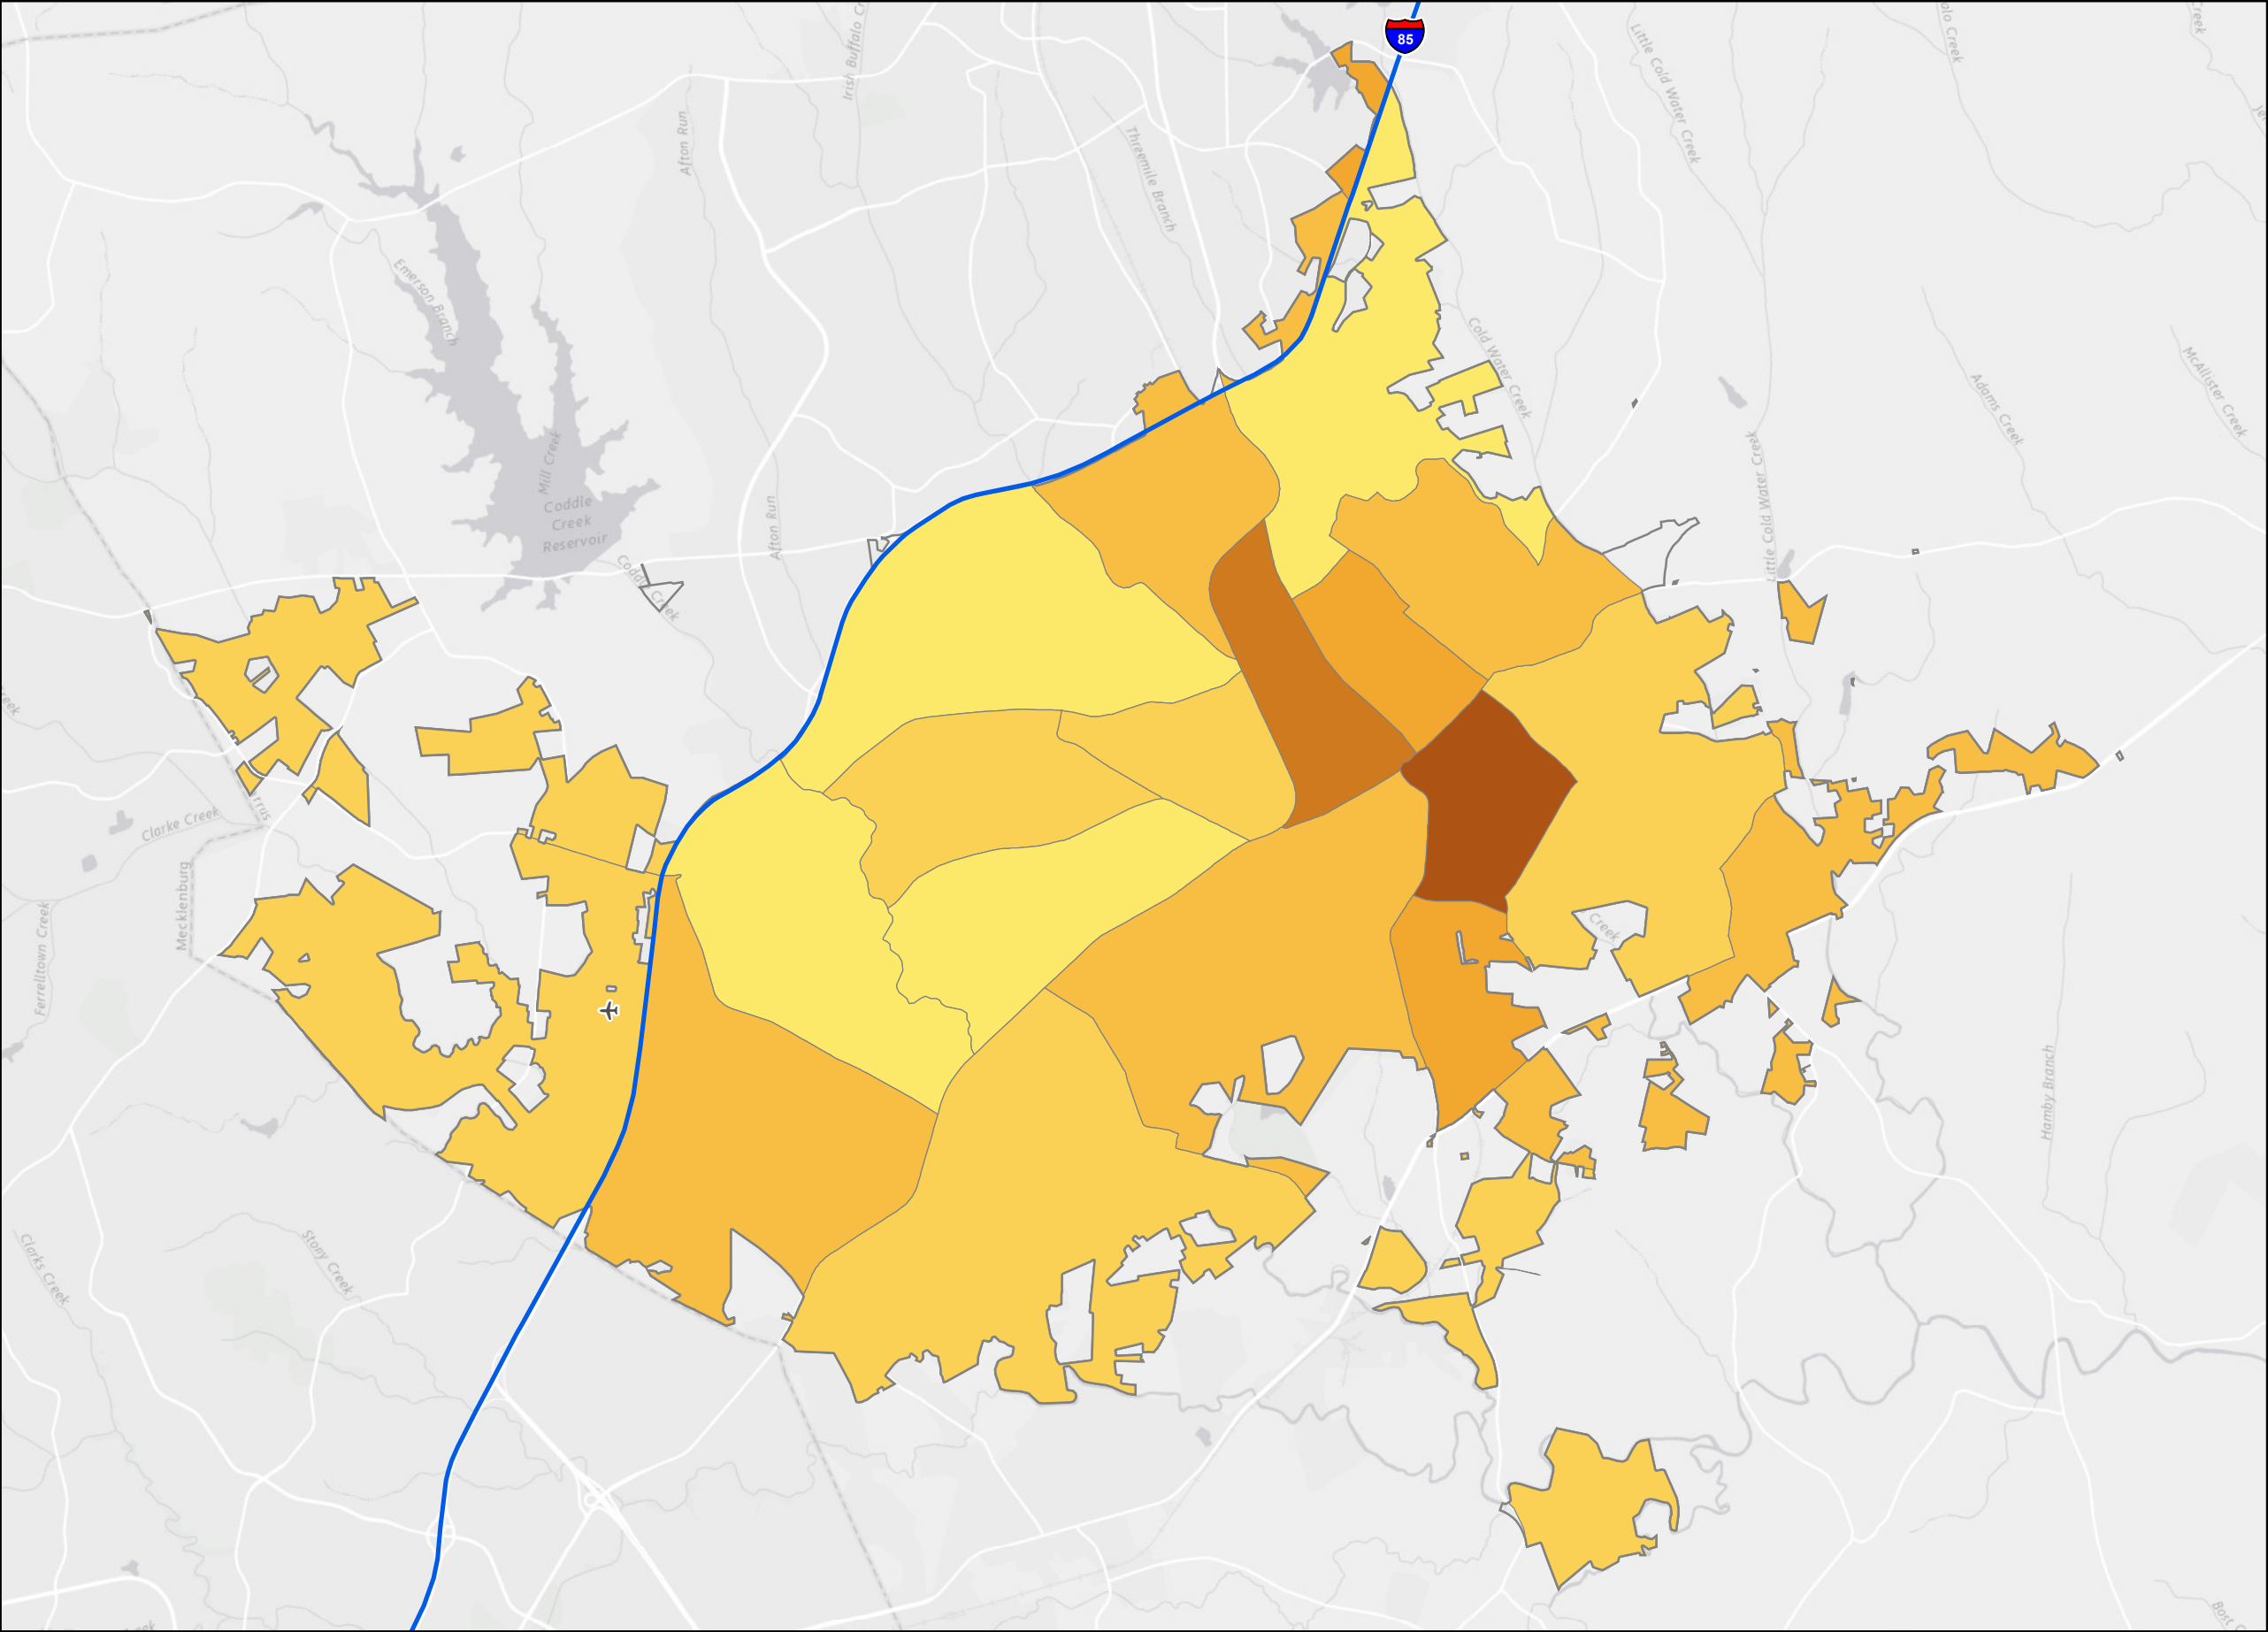 85
Irish Buffalo Cr
Creek
Little Cold Water Creek
Afton Run
Threemile Branch
Emerson Branch
Cold Water Creek
Adams Creek
McAllister Creek
Mill Creek
Coddle
Creek
Reservoir
Afton Run
Little Cold Water Creek
Clarke Creek
Mecklenburg
Ferrelltown Creek
Creek
Hamby Branch
Clarks Creek
Stony Creek